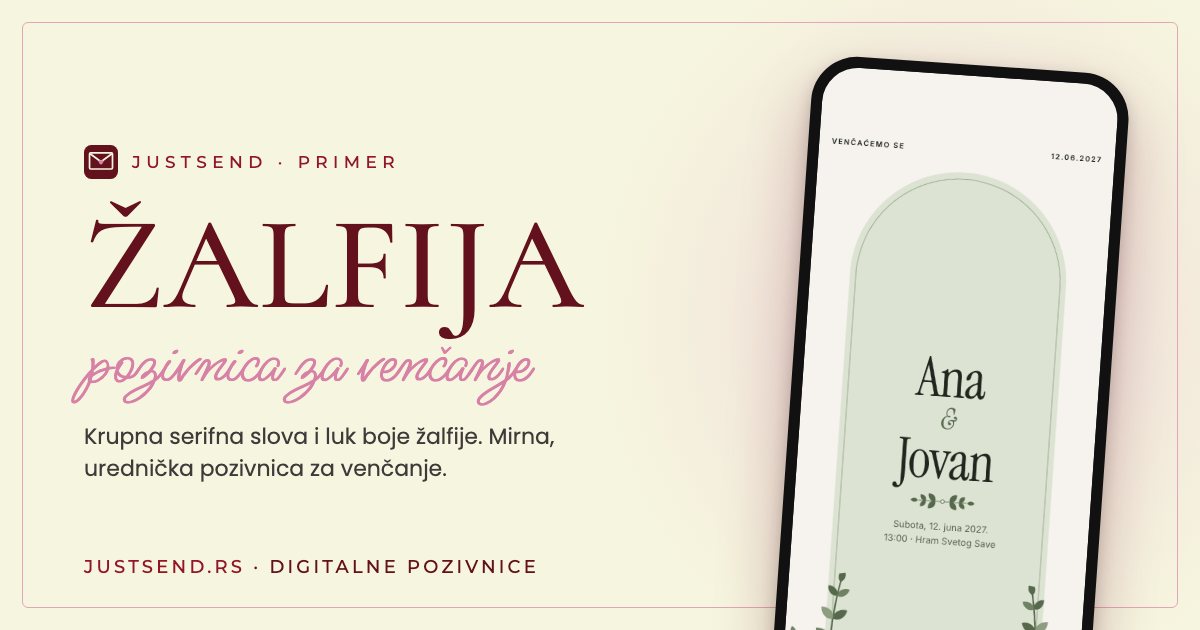 JUSTSEND · PRIMER
ŽALFIJA
pozivnica za venčanje
Krupna serifna slova i luk boje žalfije. Mirna,
urednička pozivnica za venčanje.
JUSTSEND.RS · DIGITALNE POZIVNICE
VENČAĆEMO SE
12.06.2027
Ana
&
Jovan
Subota, 12. juna 2027.
13:00 · Hram Svetog Save